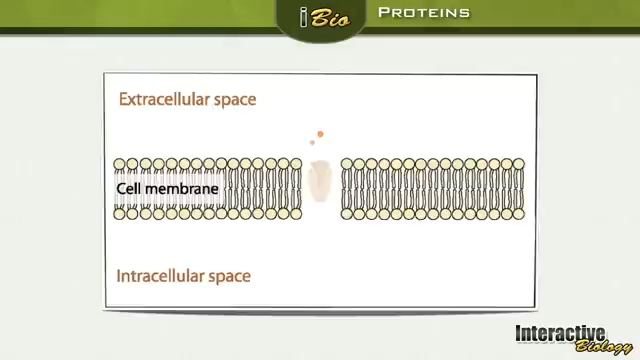 iBio
PROTEINS
Extracellular space
Cell membrane
Intracellular space
Interactive
Biology